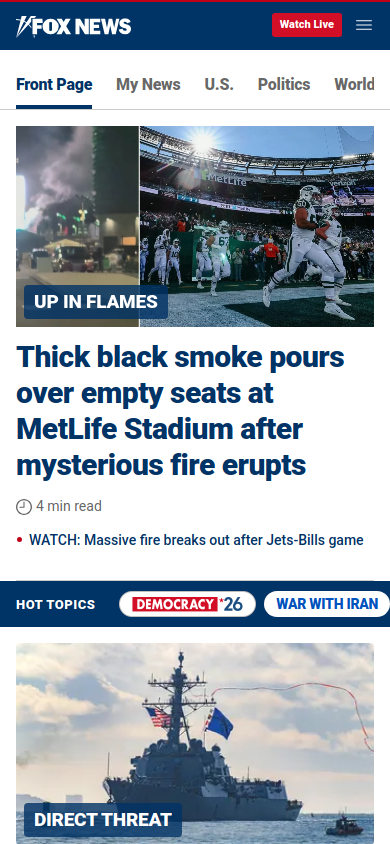 FOX NEWS
Watch Live
Front Page
My News
U.S.
Politics
World
MetLife
verizon
UP IN FLAMES
Thick black smoke pours
over empty seats at
MetLife Stadium after
mysterious fire erupts
4 min read
WATCH: Massive fire breaks out after Jets-Bills game
HOT TOPICS
DEMOCRACY '26
WAR WITH IRAN
DIRECT THREAT